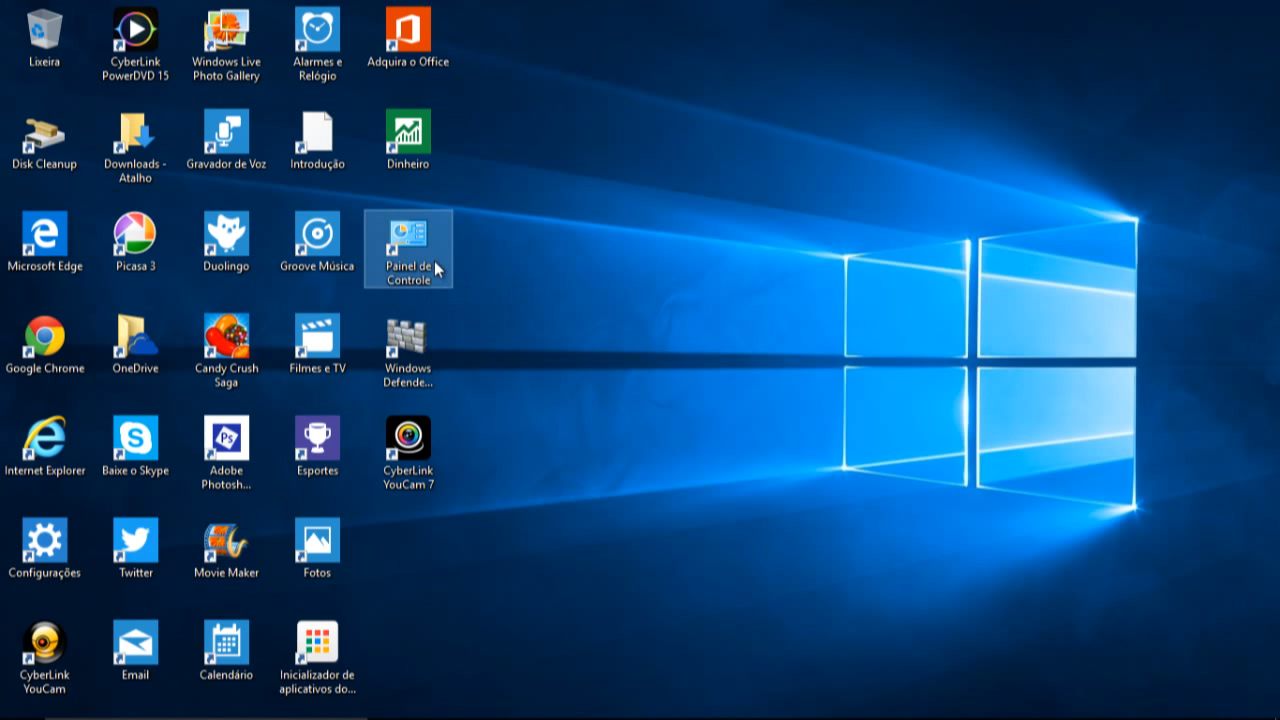 Lixeira
CyberLink
PowerDVD 15
Windows Live
Photo Gallery
Alarmes e
Relógio
Adquira o Office
Disk Cleanup
Downloads -
Atalho
Gravador de Voz
Introdução
Dinheiro
Microsoft Edge
Picasa 3
Duolingo
Groove Música
Painel de
Controle
Google Chrome
OneDrive
Candy Crush
Saga
Filmes e TV
Windows
Defende...
Internet Explorer
Baixe o Skype
Ps
Adobe
Photosh...
Esportes
CyberLink
YouCam 7
Configurações
Twitter
Movie Maker
Fotos
CyberLink
YouCam
Email
Calendário
Inicializador de
aplicativos do...